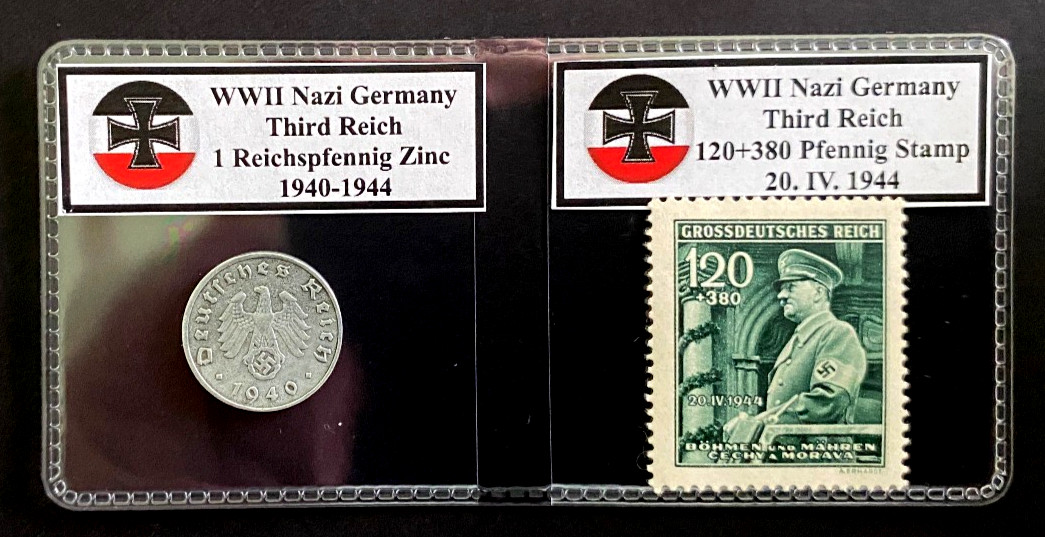 WWII Nazi Germany
Third Reich
1 Reichspfennig Zinc
1940-1944
Deutsches Reich
1940
WWII Nazi Germany
Third Reich
120+380 Pfennig Stamp
20. IV. 1944
GROSSDEUTSCHES REICH
120
+380
20.IV.1944
BÖHMEN UND MÄHREN
ČECHY A MORAVA